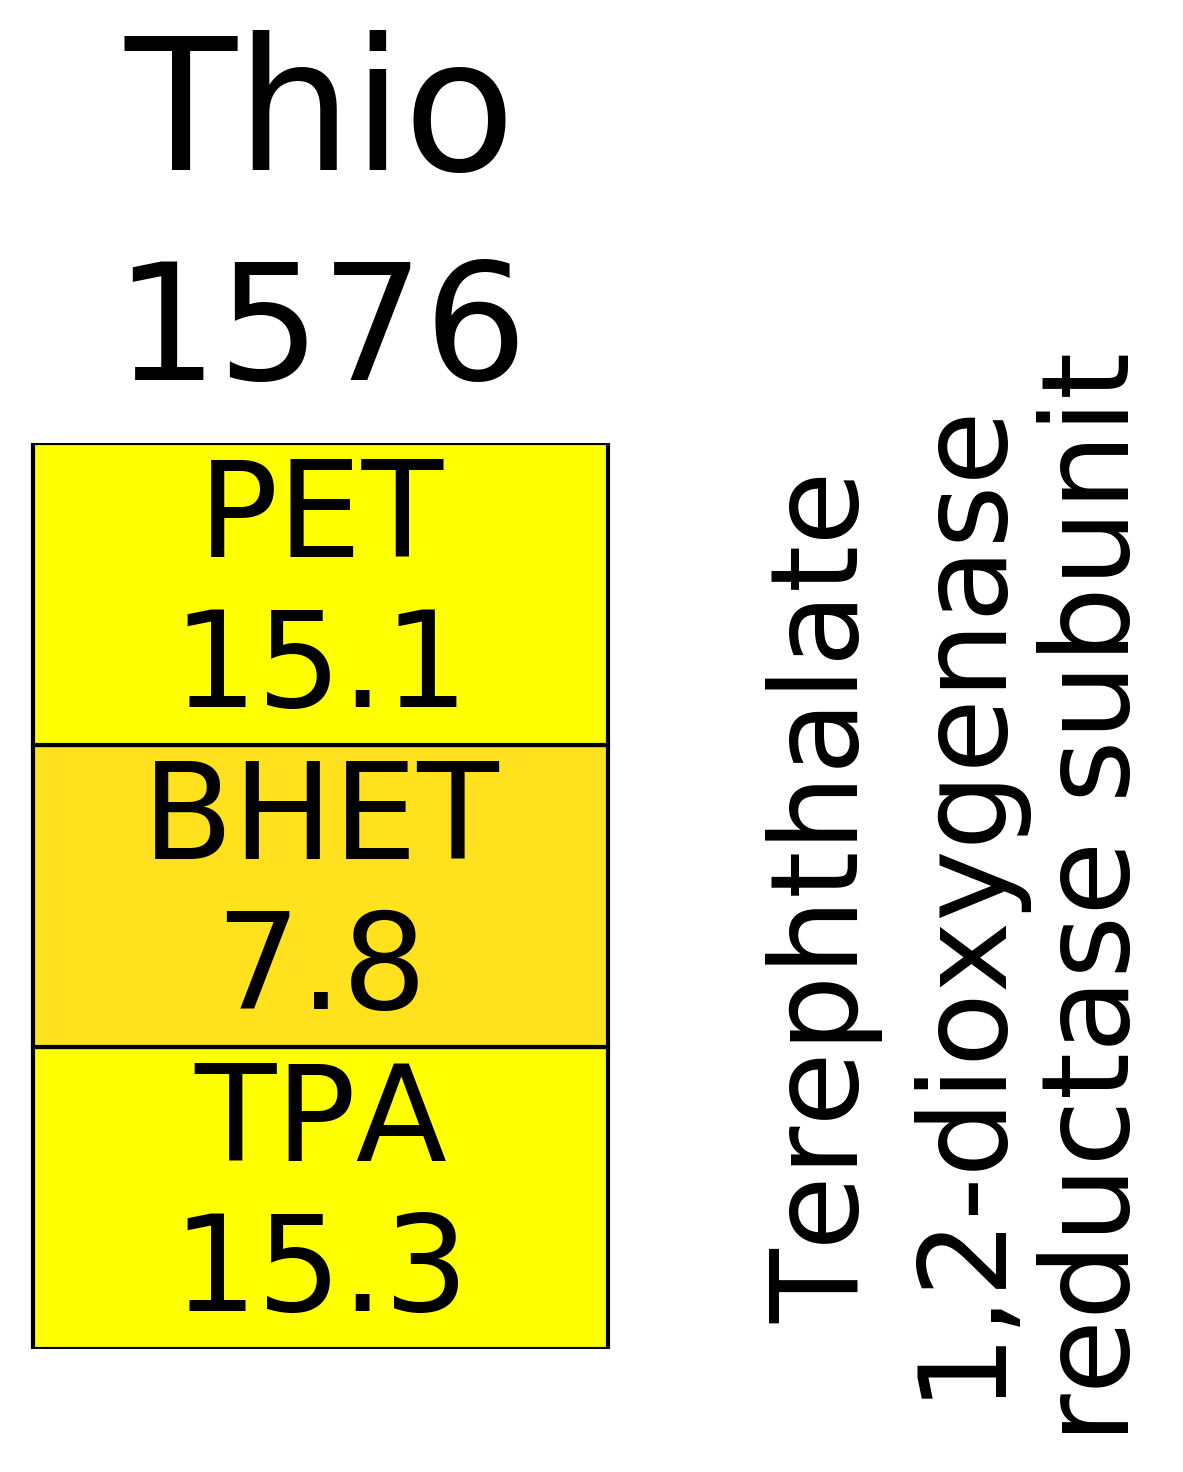 Thio
1576
PET
15.1
BHET
7.8
TPA
15.3
Terephthalate
1,2-dioxygenase
reductase subunit